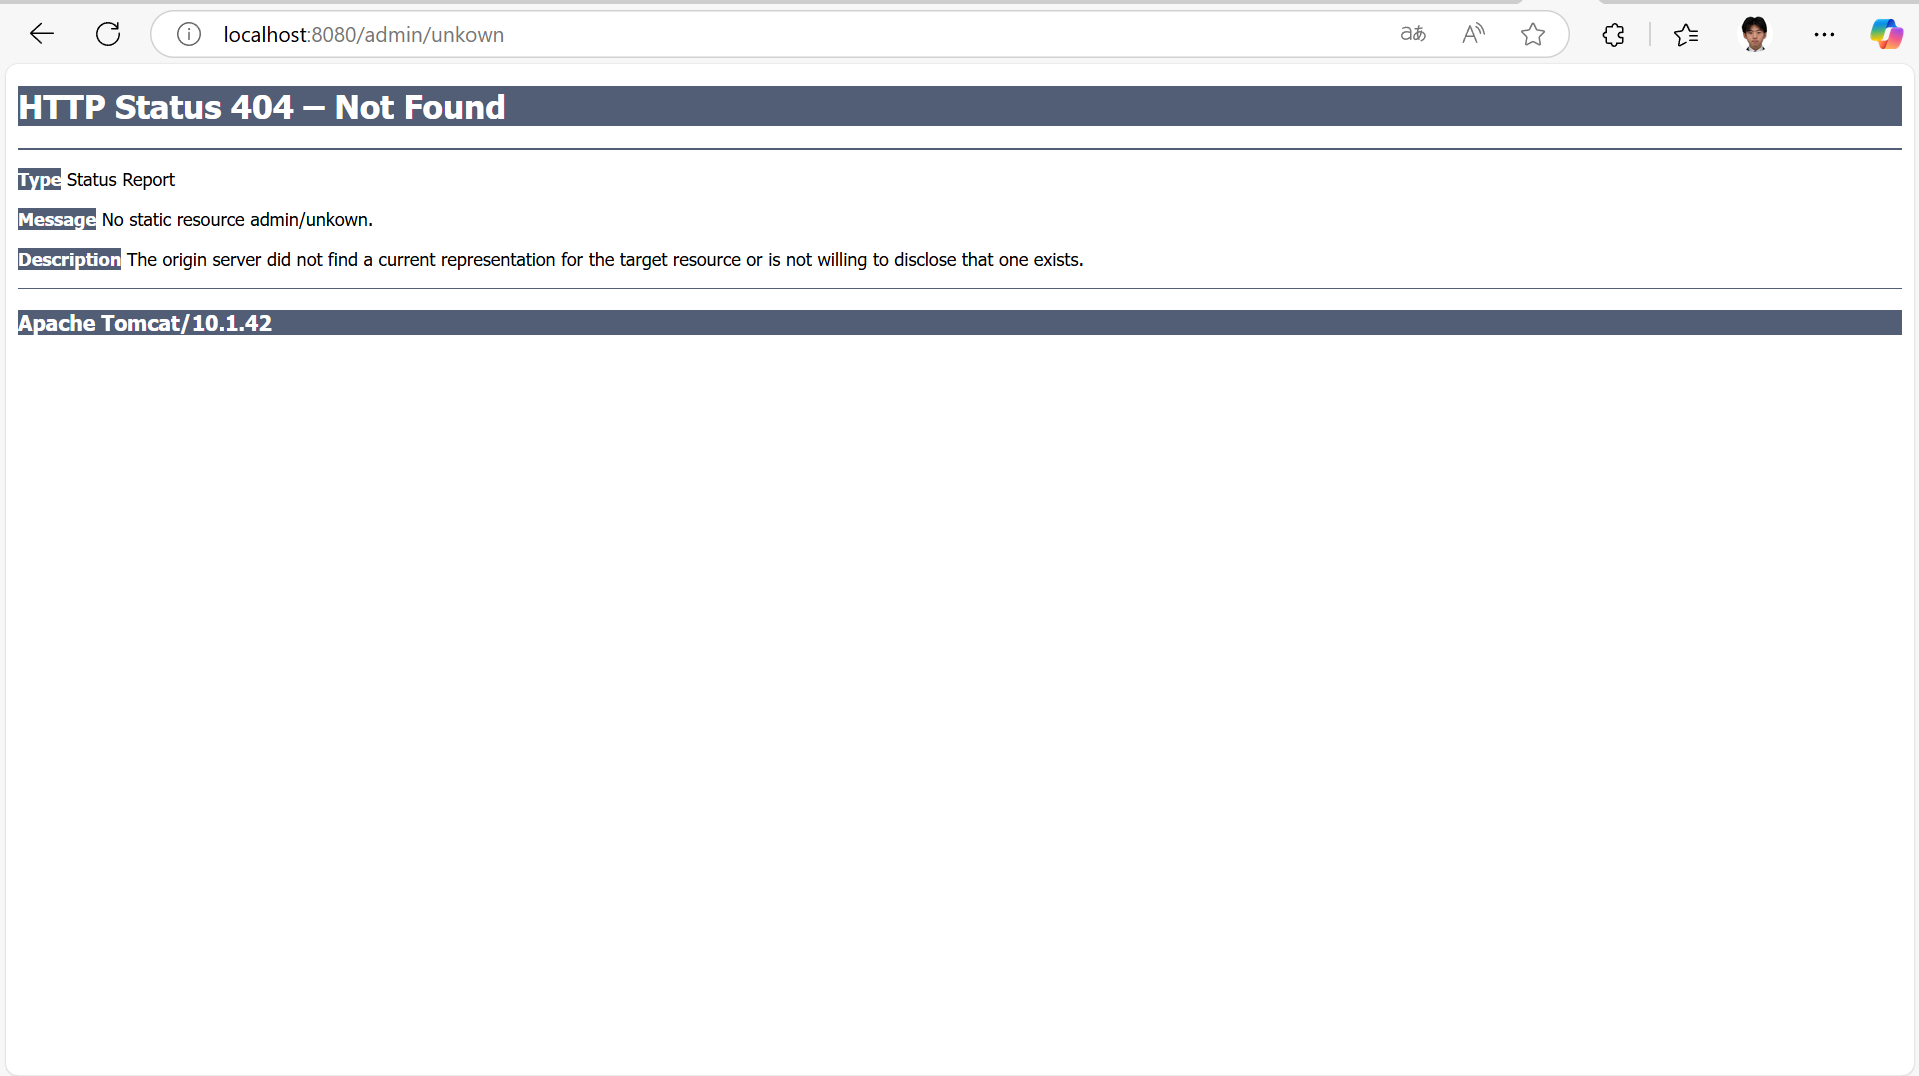 localhost:8080/admin/unkown
aあ
A
HTTP Status 404 – Not Found
Type Status Report
Message No static resource admin/unkown.
Description The origin server did not find a current representation for the target resource or is not willing to disclose that one exists.
Apache Tomcat/10.1.42